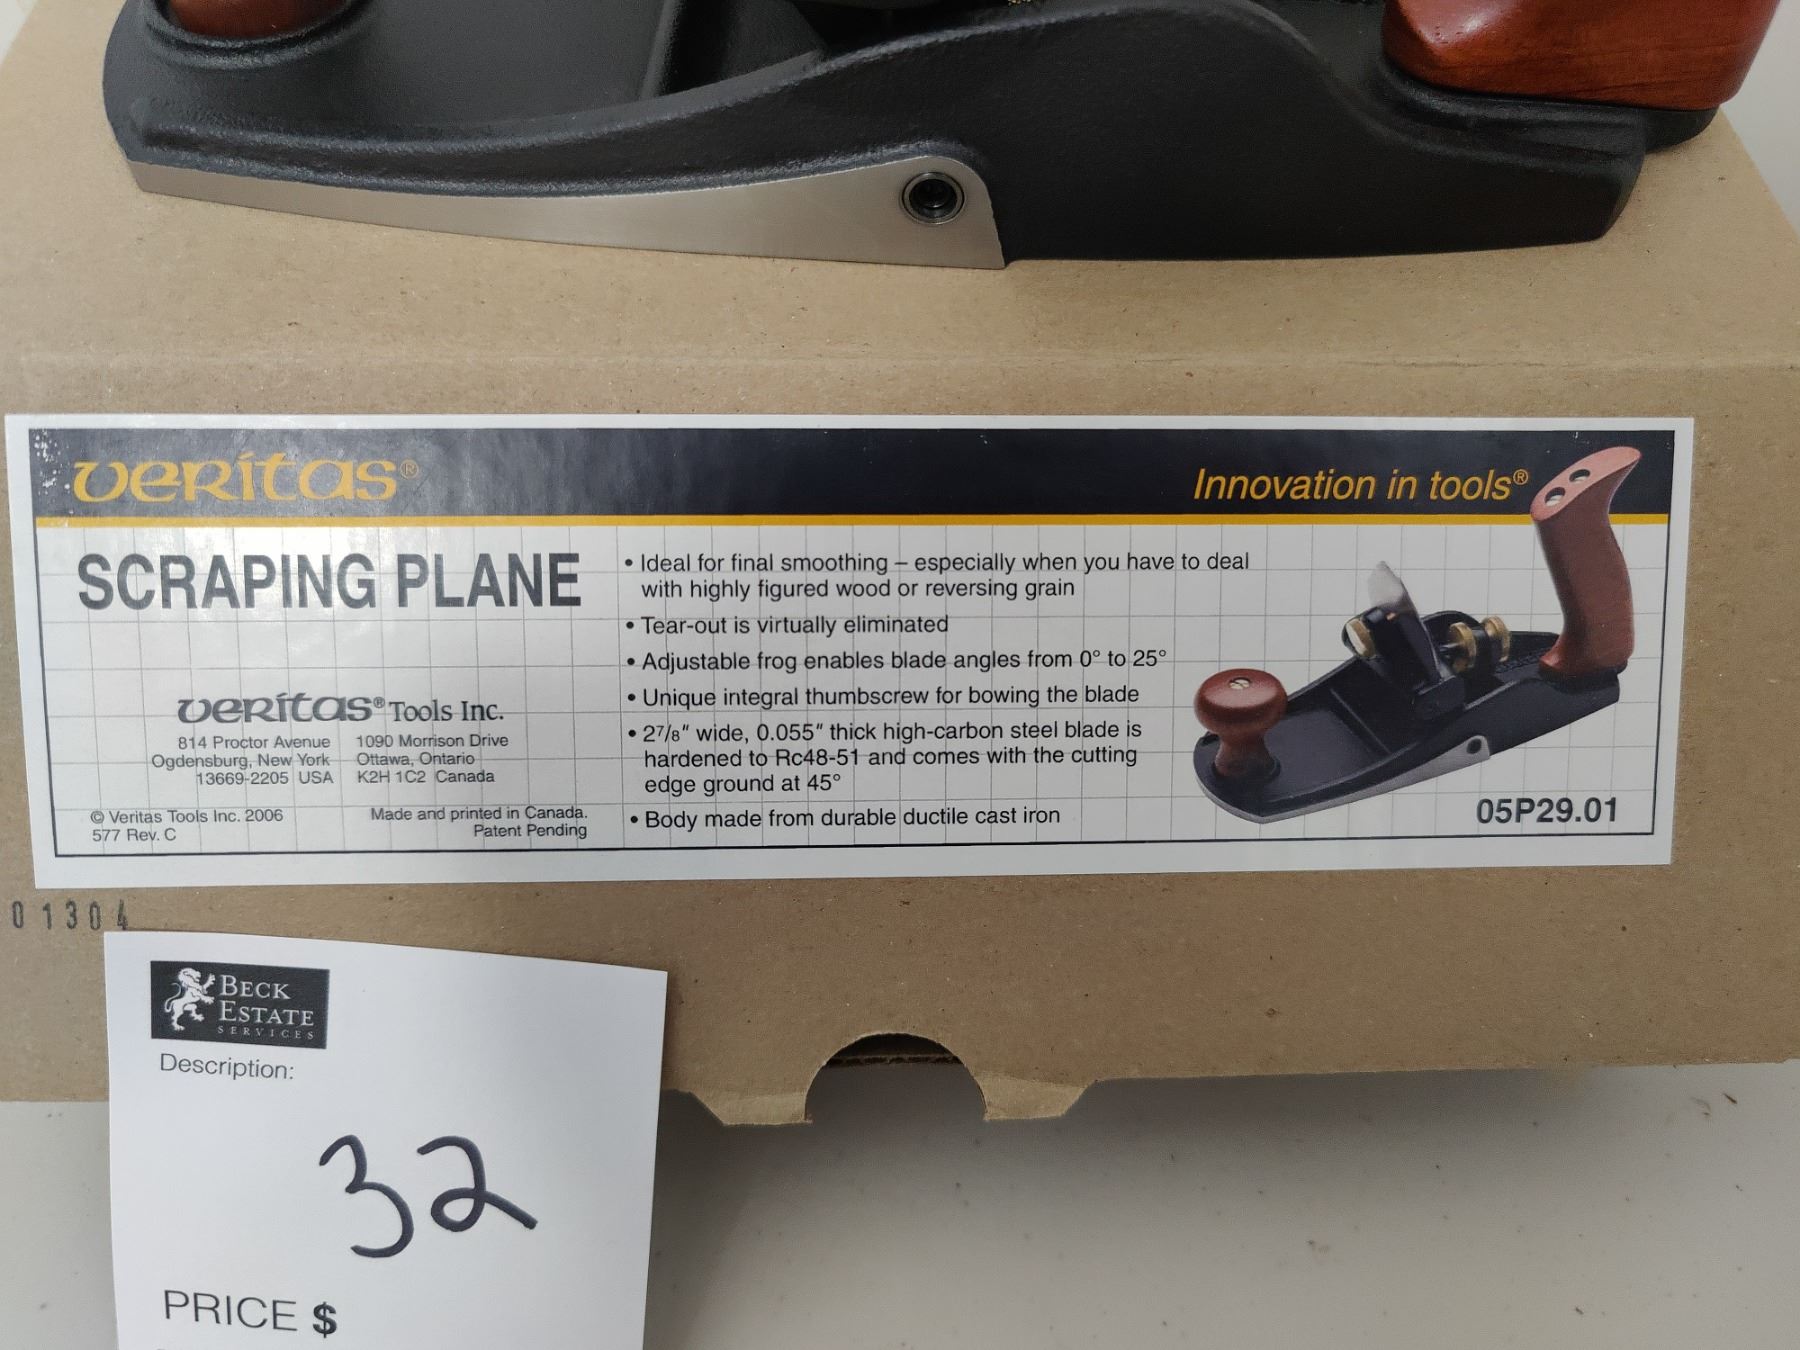 veritas®
Innovation in tools®
SCRAPING PLANE
• Ideal for final smoothing – especially when you have to deal
with highly figured wood or reversing grain
• Tear-out is virtually eliminated
• Adjustable frog enables blade angles from 0° to 25°
• Unique integral thumbscrew for bowing the blade
• 2⁷/₈" wide, 0.055" thick high-carbon steel blade is
hardened to Rc48-51 and comes with the cutting
edge ground at 45°
• Body made from durable ductile cast iron
veritas® Tools Inc.
814 Proctor Avenue
Ogdensburg, New York
13669-2205 USA
1090 Morrison Drive
Ottawa, Ontario
K2H 1C2 Canada
© Veritas Tools Inc. 2006
577 Rev. C
Made and printed in Canada.
Patent Pending
05P29.01
01304
BECK
ESTATE
SERVICES
Description:
32
PRICE $